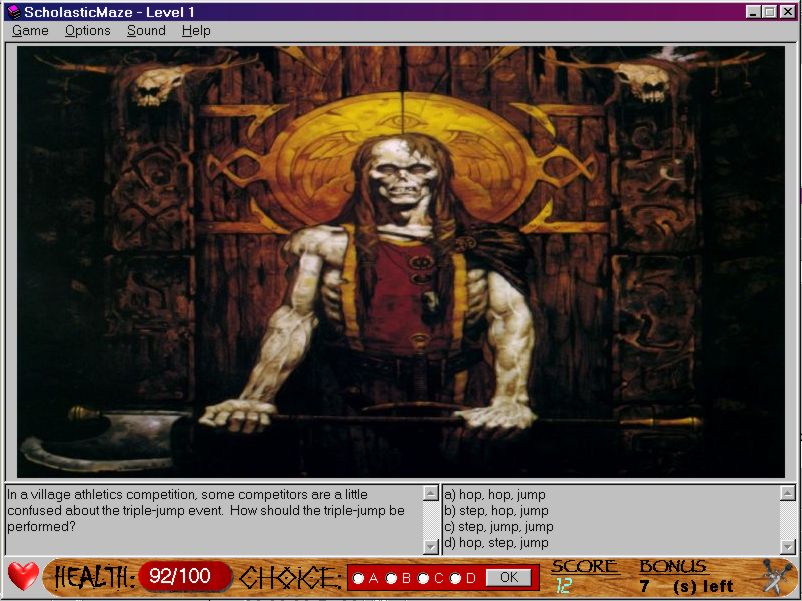 ScholasticMaze - Level 1
Game Options Sound Help
In a village athletics competition, some competitors are a little
confused about the triple-jump event. How should the triple-jump be
performed?
a) hop, hop, jump
b) step, hop, jump
c) step, jump, jump
d) hop, step, jump
HEALTH: 92/100 CHOICE: A B C D OK
SCORE BONUS
12 7 (s) left